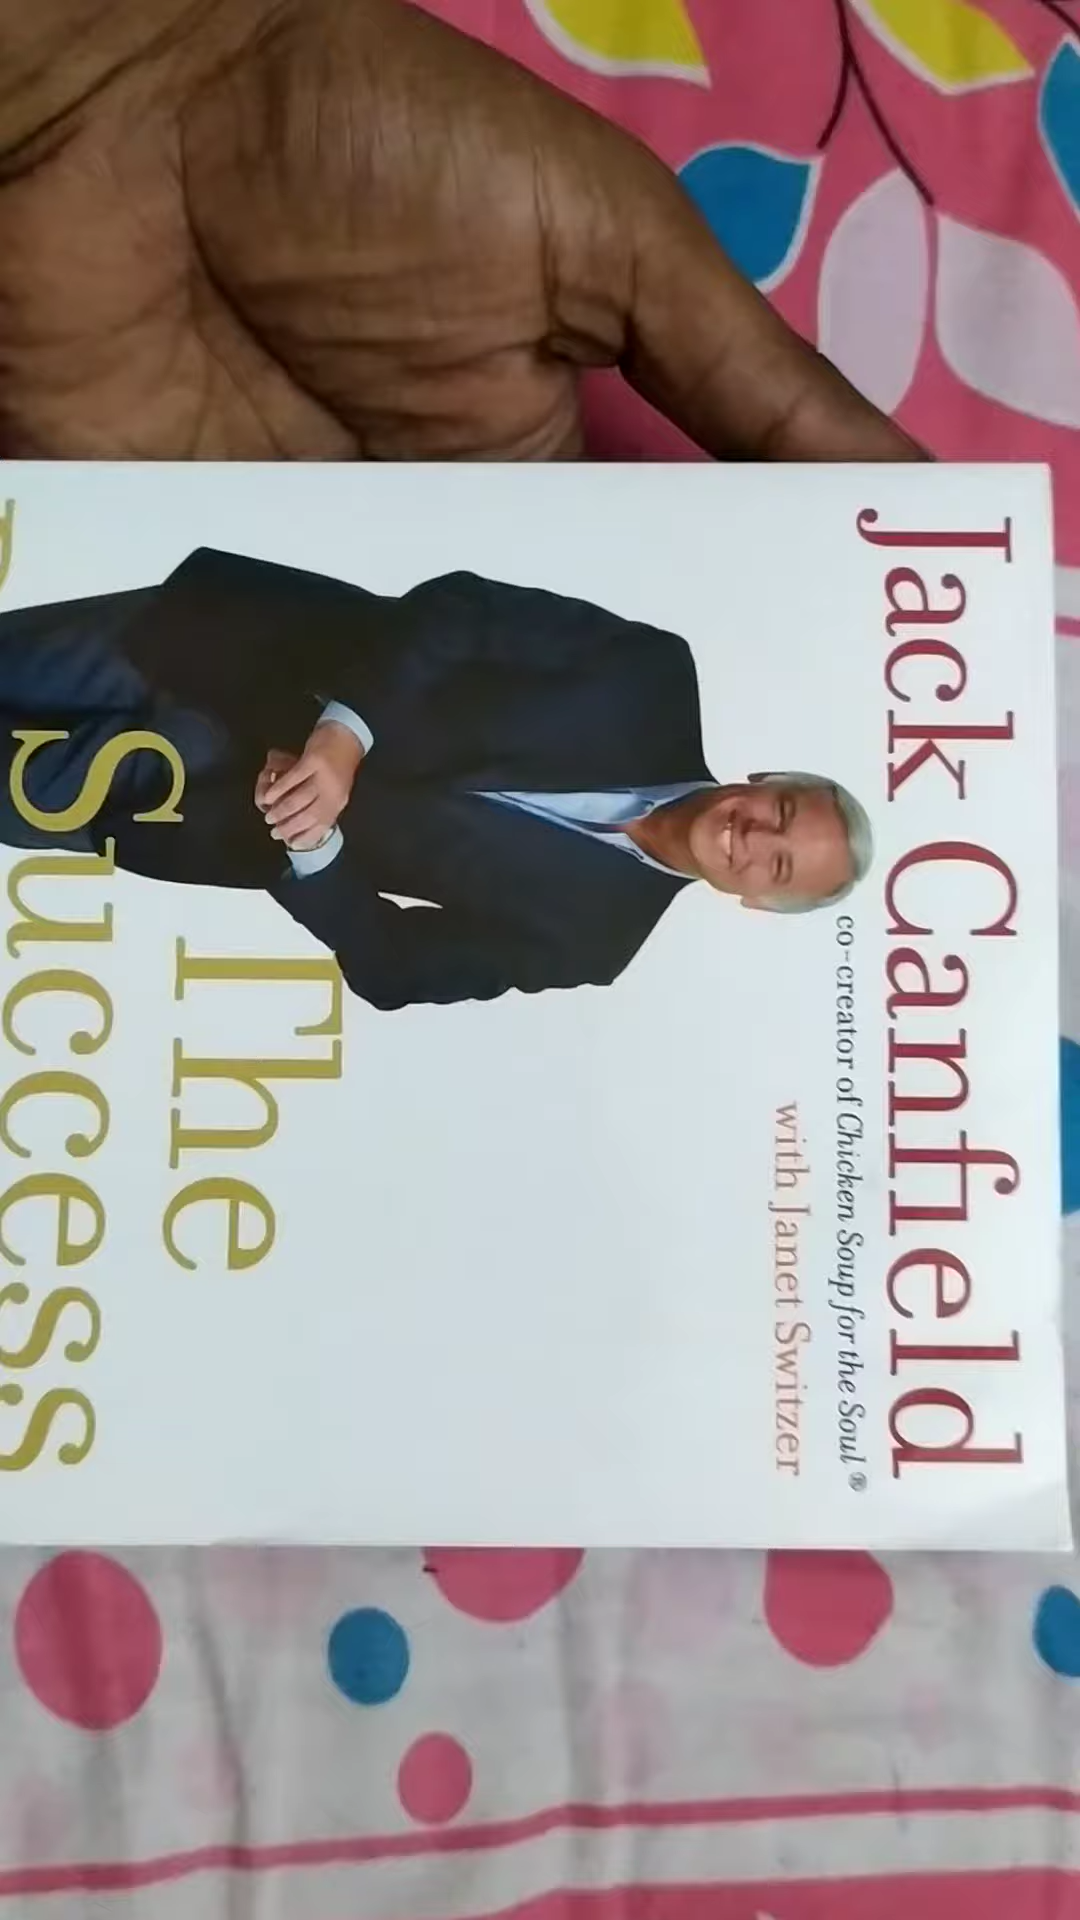 Jack Canfield
co-creator of Chicken Soup for the Soul®
with Janet Switzer
The
Success